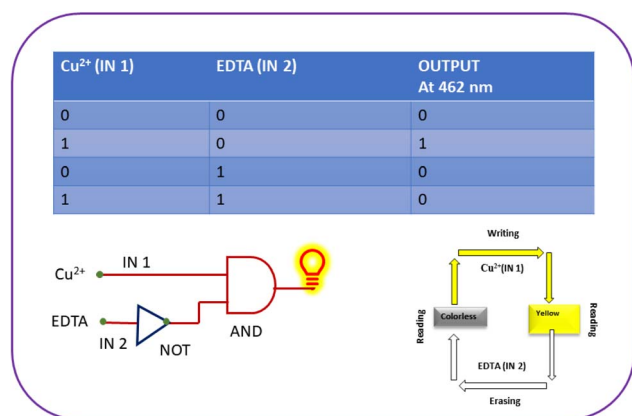 Cu²⁺ (IN 1) EDTA (IN 2) OUTPUT
At 462 nm
0 0 0
1 0 1
0 1 0
1 1 0
Cu²⁺ IN 1
EDTA IN 2
NOT
AND
Writing
Cu²⁺(IN 1)
Reading
Colorless
Yellow
Reading
EDTA (IN 2)
Erasing